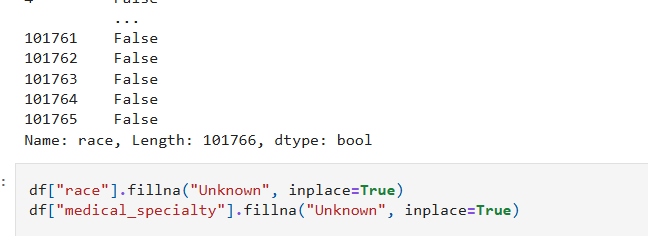 ...
101761 False
101762 False
101763 False
101764 False
101765 False
Name: race, Length: 101766, dtype: bool
:
df["race"].fillna("Unknown", inplace=True)
df["medical_specialty"].fillna("Unknown", inplace=True)